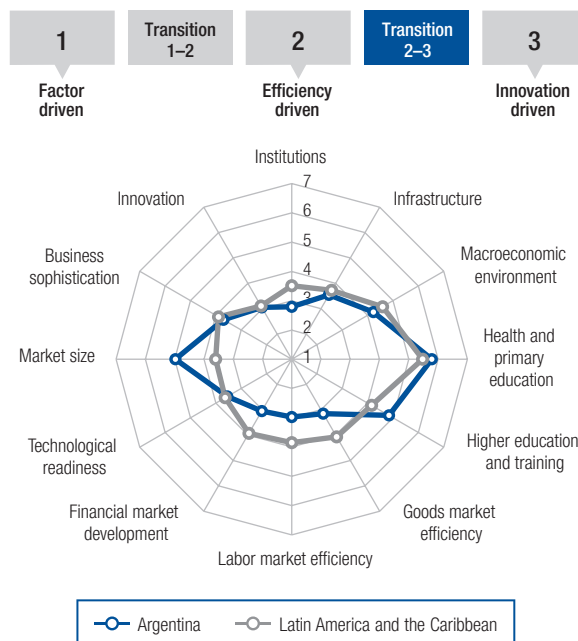 1
Transition
1–2
2
Transition
2–3
3
Factor
driven
Efficiency
driven
Innovation
driven
Institutions
7
6
5
4
3
2
1
Infrastructure
Macroeconomic
environment
Health and
primary
education
Higher education
and training
Goods market
efficiency
Labor market efficiency
Financial market
development
Technological
readiness
Market size
Business
sophistication
Innovation
Argentina
Latin America and the Caribbean